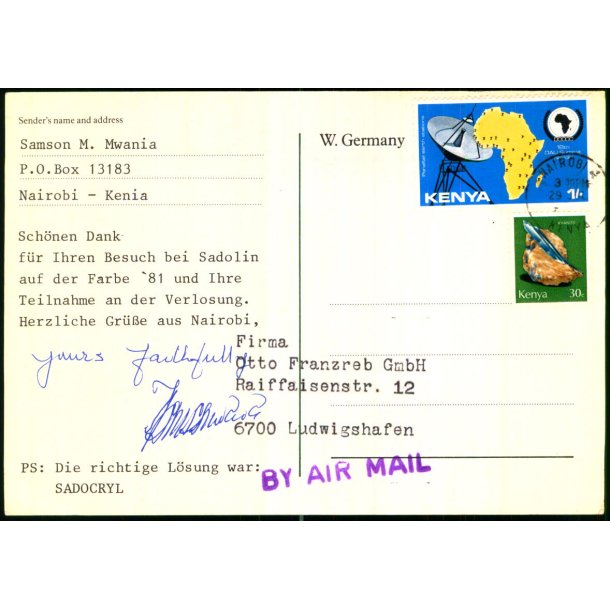 Sender's name and address
Samson M. Mwania
P.O.Box 13183
Nairobi - Kenia
Schönen Dank
für Ihren Besuch bei Sadolin
auf der Farbe `81 und Ihre
Teilnahme an der Verlosung.
Herzliche Grüße aus Nairobi,
yours faithfully
PS: Die richtige Lösung war:
SADOCRYL
W. Germany
KENYA 1/-
NAIROBI
KENYA
Kenya 30c
Firma
Otto Franzreb GmbH
Raiffaisenstr. 12
6700 Ludwigshafen
BY AIR MAIL